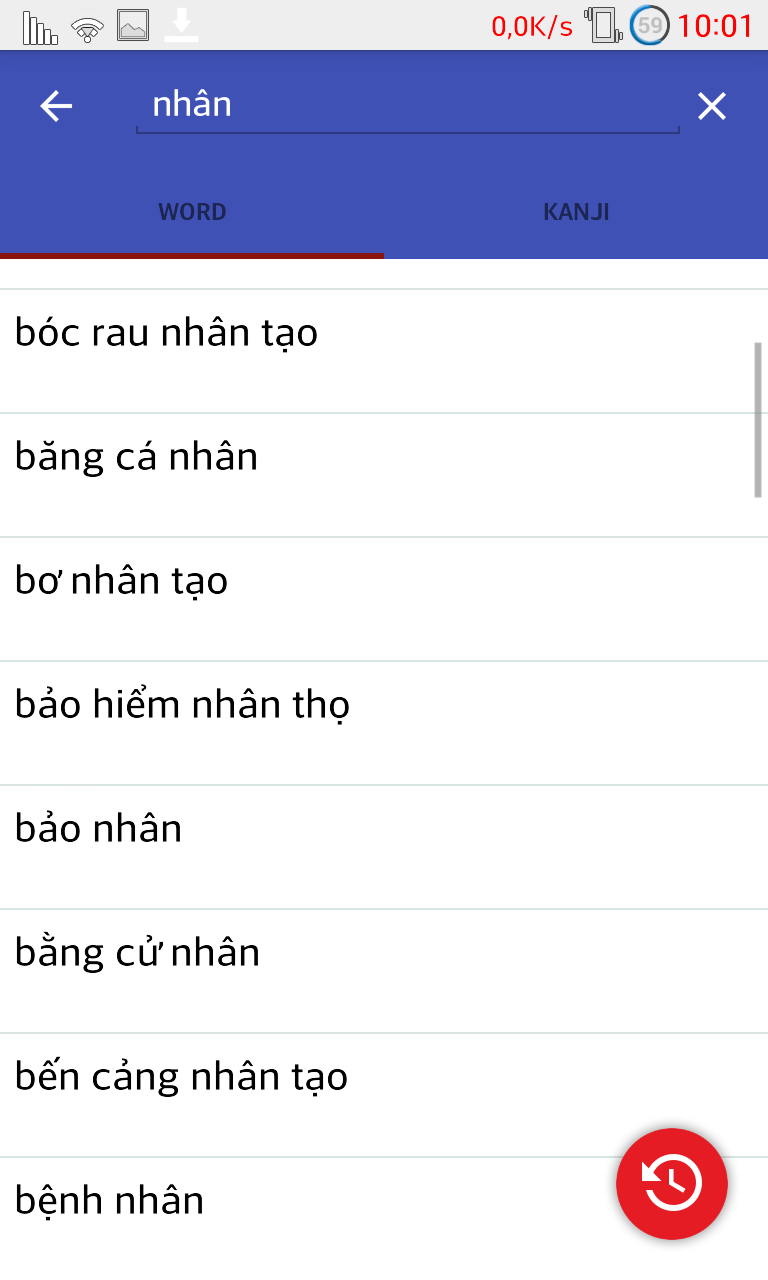 0,0K/s 59 10:01
nhân
WORD KANJI
bóc rau nhân tạo
băng cá nhân
bơ nhân tạo
bảo hiểm nhân thọ
bảo nhân
bằng cử nhân
bến cảng nhân tạo
bệnh nhân